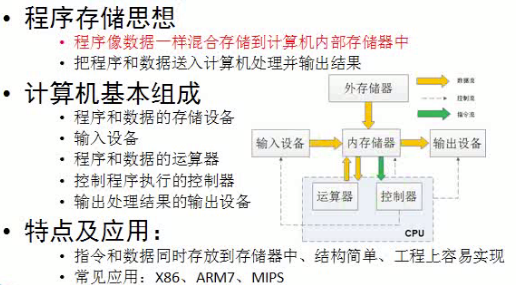 • 程序存储思想
• 程序像数据一样混合存储到计算机内部存储器中
• 把程序和数据送入计算机处理并输出结果
• 计算机基本组成
• 程序和数据的存储设备
• 输入设备
• 程序和数据的运算器
• 控制程序执行的控制器
• 输出处理结果的输出设备
外存储器
数据流
控制流
指令流
输入设备
内存储器
输出设备
运算器
控制器
CPU
• 特点及应用：
• 指令和数据同时存放到存储器中、结构简单、工程上容易实现
• 常见应用：X86、ARM7、MIPS